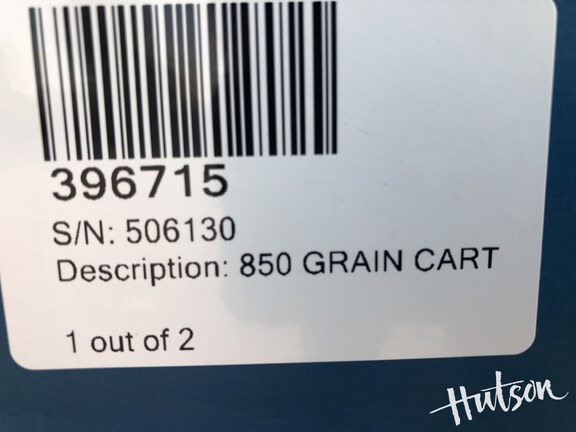 396715
S/N: 506130
Description: 850 GRAIN CART
1 out of 2
Hutson